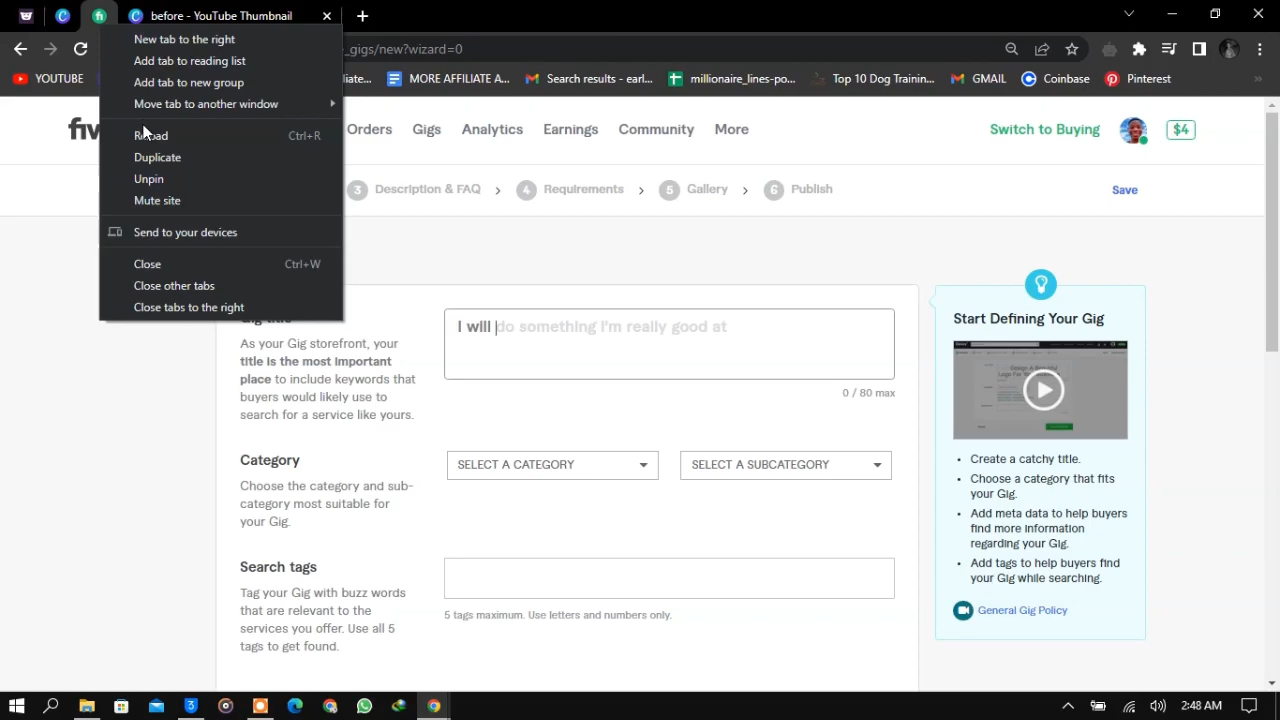 before - YouTube Thumbnail
_gigs/new?wizard=0
New tab to the right
Add tab to reading list
Add tab to new group
Move tab to another window
Reload Ctrl+R
Duplicate
Unpin
Mute site
Send to your devices
Close Ctrl+W
Close other tabs
Close tabs to the right
YOUTUBE
iliate...
MORE AFFILIATE A...
Search results - earl...
millionaire_lines-po...
Top 10 Dog Trainin...
GMAIL
Coinbase
Pinterest
»
fiv
Orders
Gigs
Analytics
Earnings
Community
More
Switch to Buying
$4
3 Description & FAQ
4 Requirements
5 Gallery
6 Publish
Save
Gig title
As your Gig storefront, your
title is the most important
place to include keywords that
buyers would likely use to
search for a service like yours.
I will do something I'm really good at
0 / 80 max
Category
Choose the category and sub-
category most suitable for
your Gig.
SELECT A CATEGORY
SELECT A SUBCATEGORY
Search tags
Tag your Gig with buzz words
that are relevant to the
services you offer. Use all 5
tags to get found.
5 tags maximum. Use letters and numbers only.
Start Defining Your Gig
• Create a catchy title.
• Choose a category that fits
your Gig.
• Add meta data to help buyers
find more information
regarding your Gig.
• Add tags to help buyers find
your Gig while searching.
General Gig Policy
2:48 AM